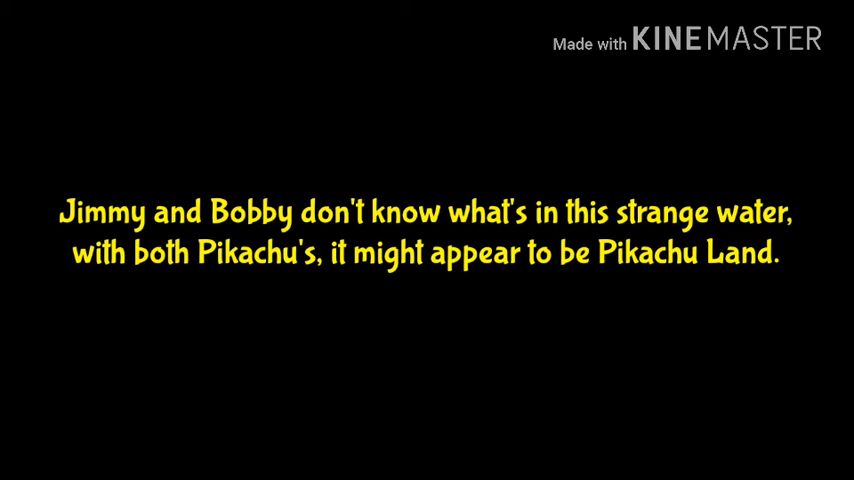 Made with KINEMASTER
Jimmy and Bobby don't know what's in this strange water,
with both Pikachu's, it might appear to be Pikachu Land.